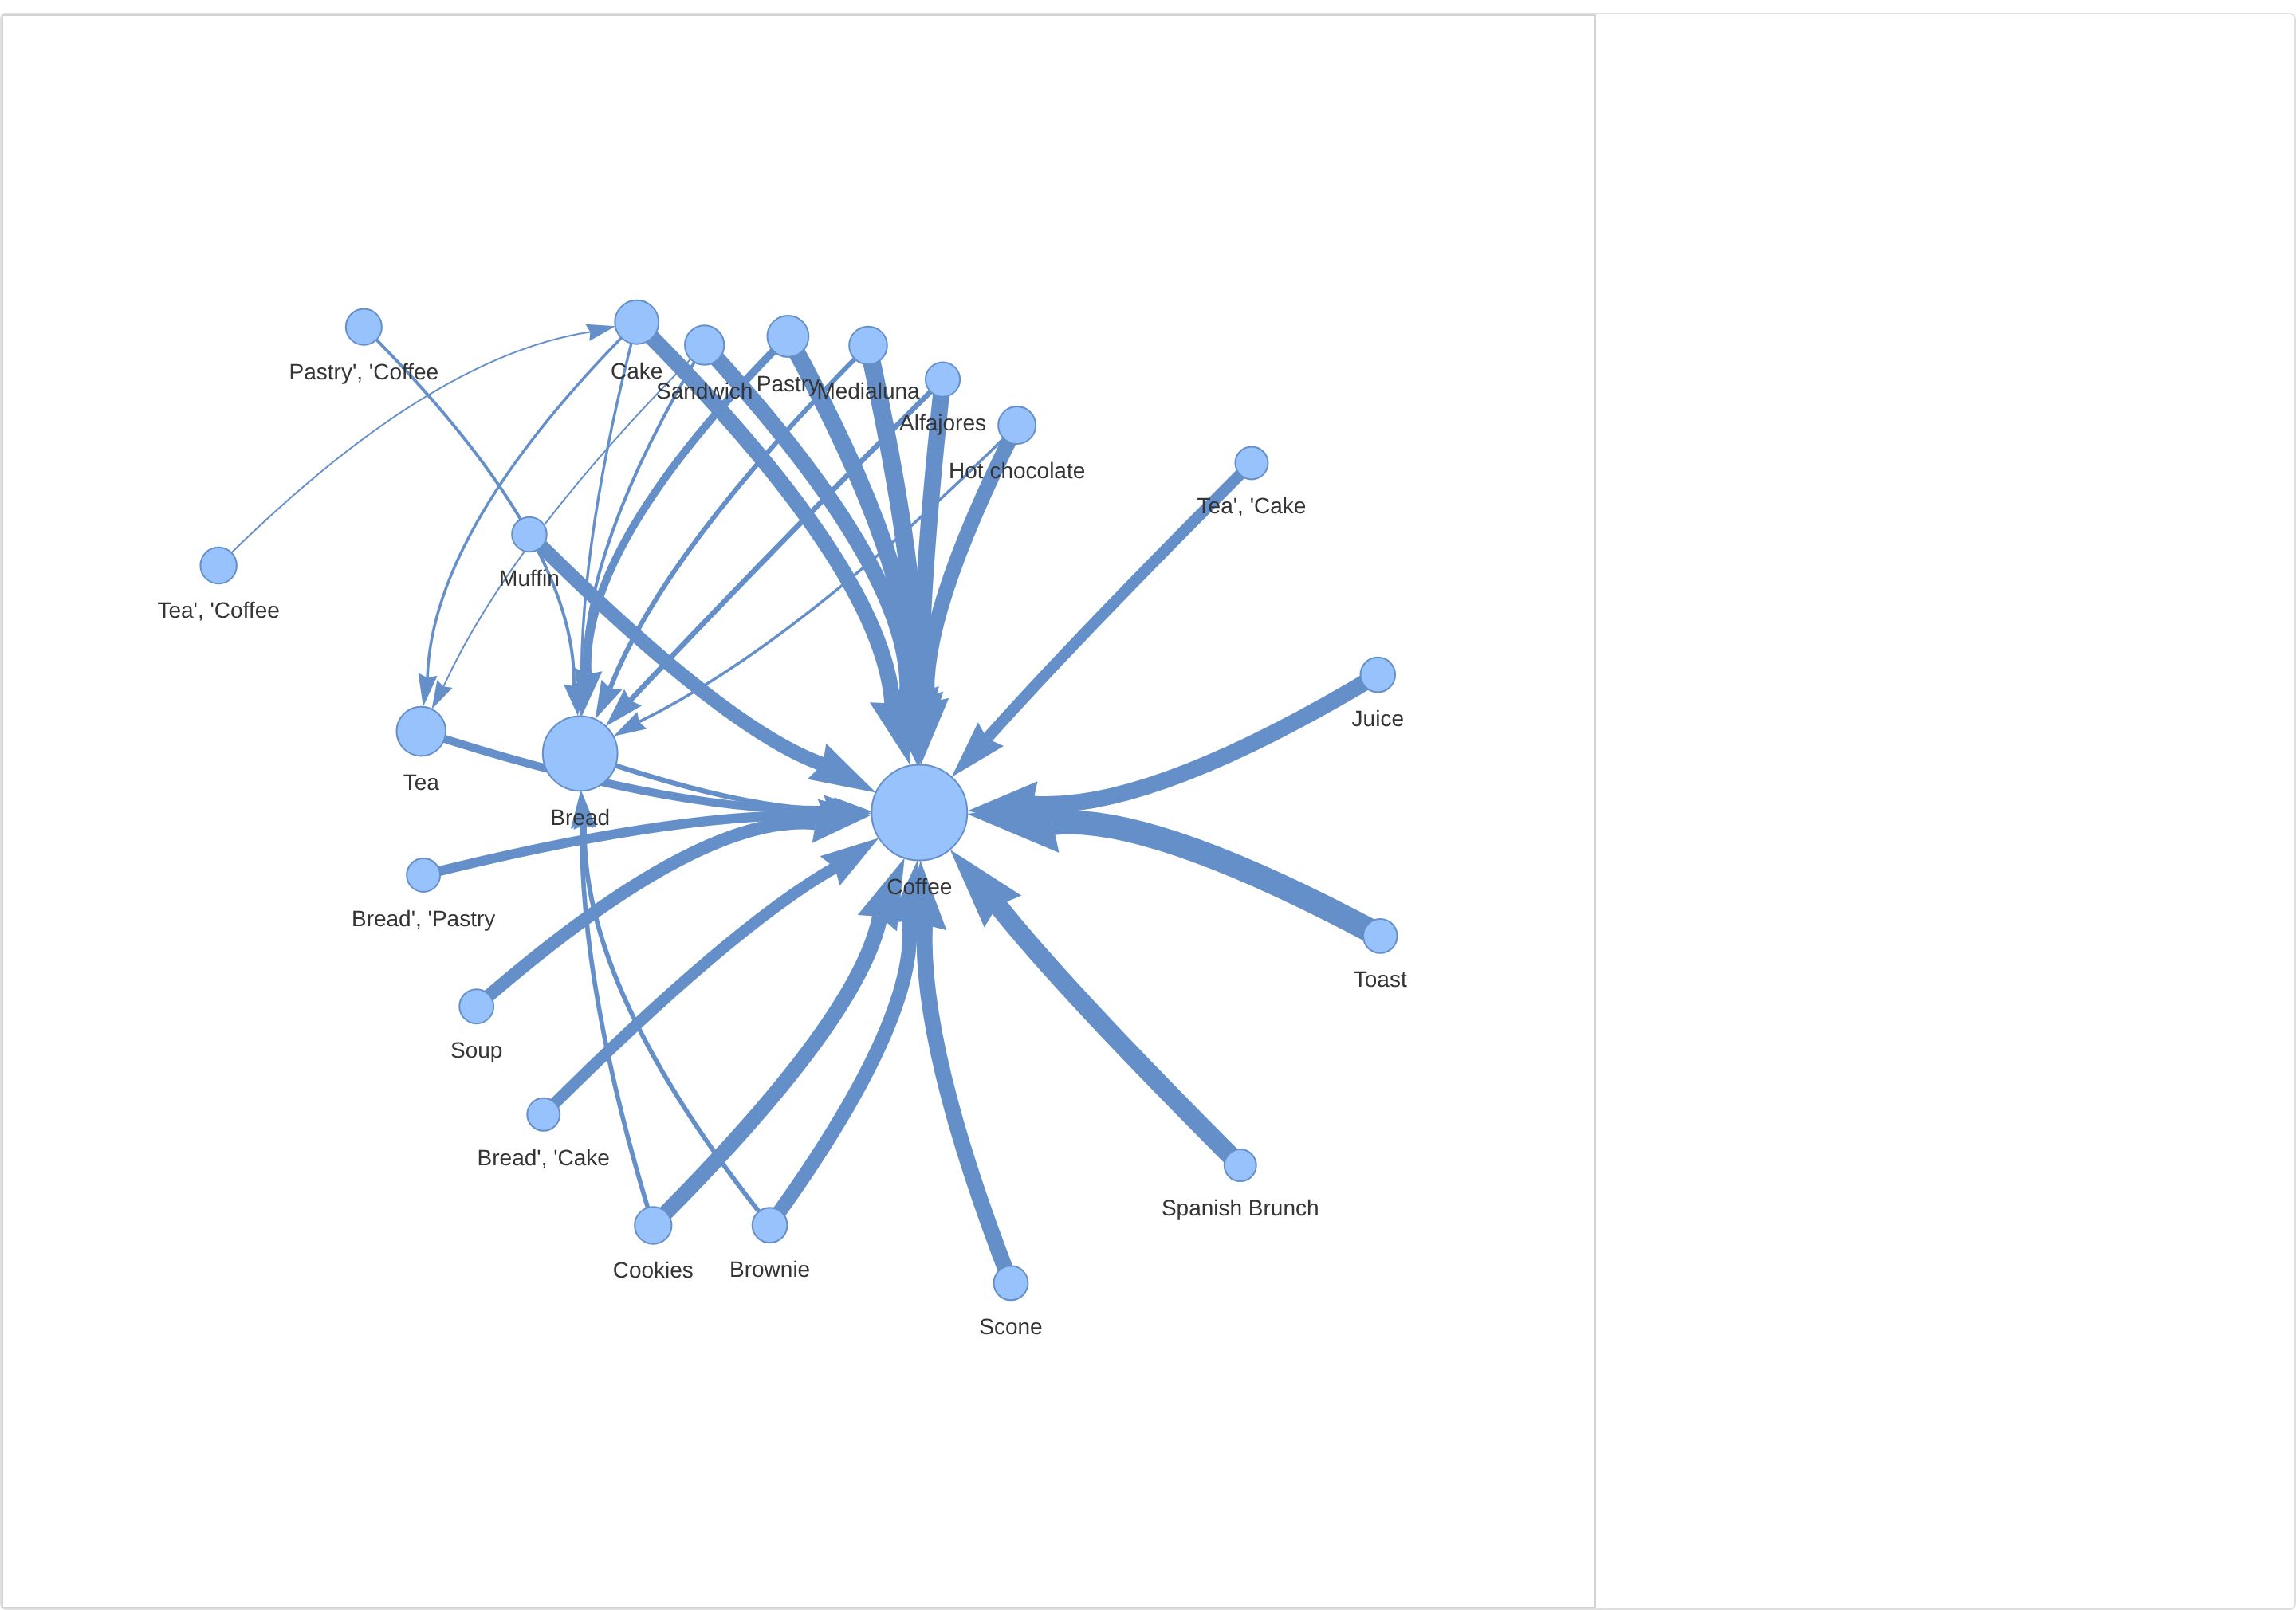 Pastry', 'Coffee
Cake
Sandwich
Pastry
Medialuna
Alfajores
Hot chocolate
Tea', 'Cake
Muffin
Tea', 'Coffee
Juice
Tea
Bread
Coffee
Bread', 'Pastry
Toast
Soup
Bread', 'Cake
Spanish Brunch
Cookies
Brownie
Scone